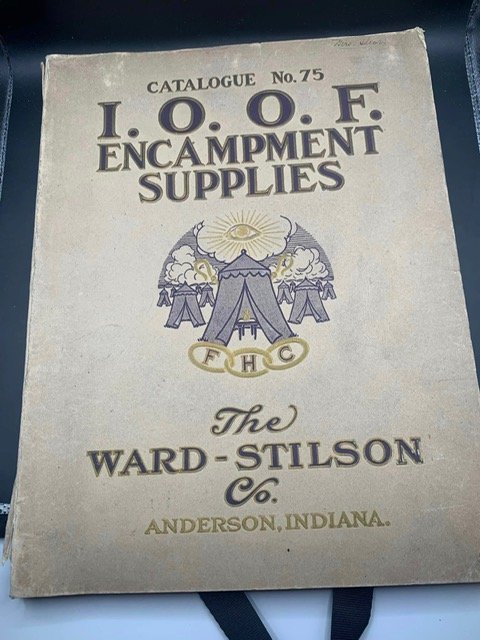 CATALOGUE No. 75
I. O. O. F.
ENCAMPMENT
SUPPLIES
F H C
The
WARD-STILSON
Co.
ANDERSON, INDIANA.